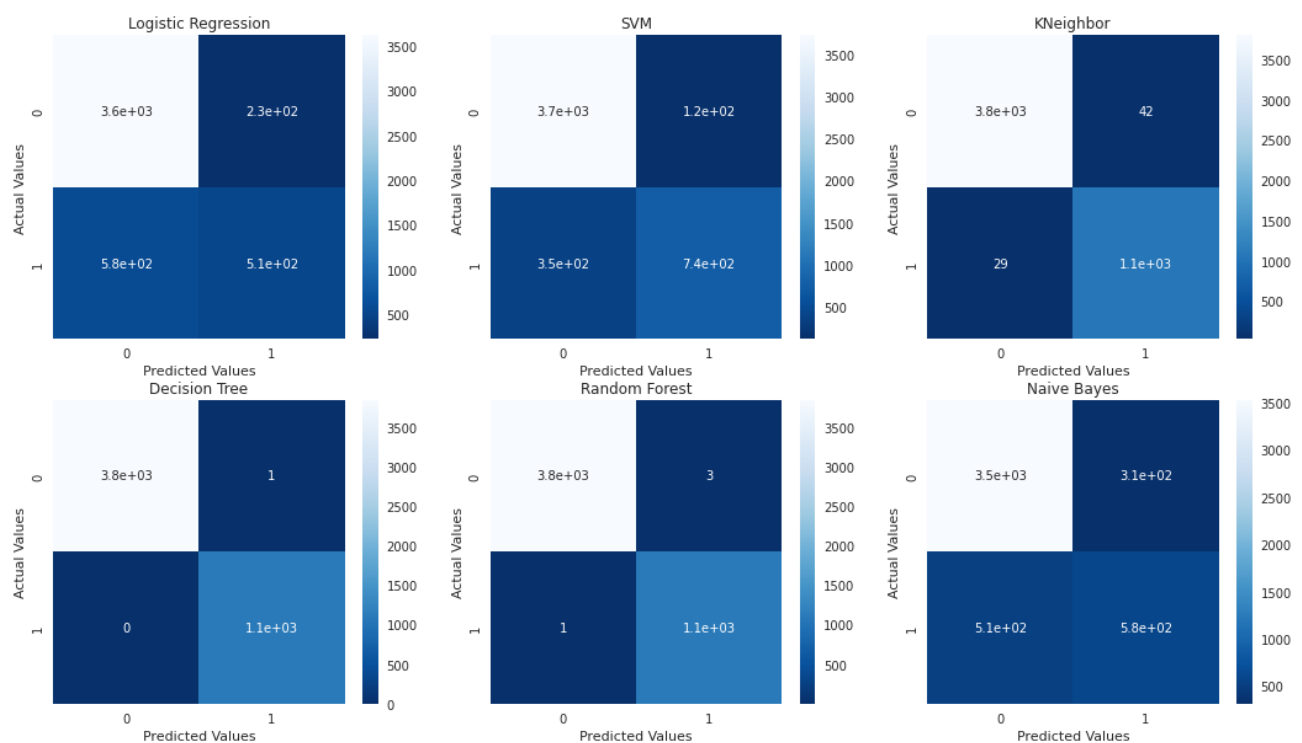 Logistic Regression
SVM
KNeighbor
Actual Values
0
1
3.6e+03 2.3e+02
5.8e+02 5.1e+02
0 1
Predicted Values
3500
3000
2500
2000
1500
1000
500
Actual Values
0
1
3.7e+03 1.2e+02
3.5e+02 7.4e+02
0 1
Predicted Values
3500
3000
2500
2000
1500
1000
500
Actual Values
0
1
3.8e+03 42
29 1.1e+03
0 1
Predicted Values
3500
3000
2500
2000
1500
1000
500
Decision Tree
Random Forest
Naive Bayes
Actual Values
0
1
3.8e+03 1
0 1.1e+03
0 1
Predicted Values
3500
3000
2500
2000
1500
1000
500
0
Actual Values
0
1
3.8e+03 3
1 1.1e+03
0 1
Predicted Values
3500
3000
2500
2000
1500
1000
500
Actual Values
0
1
3.5e+03 3.1e+02
5.1e+02 5.8e+02
0 1
Predicted Values
3500
3000
2500
2000
1500
1000
500